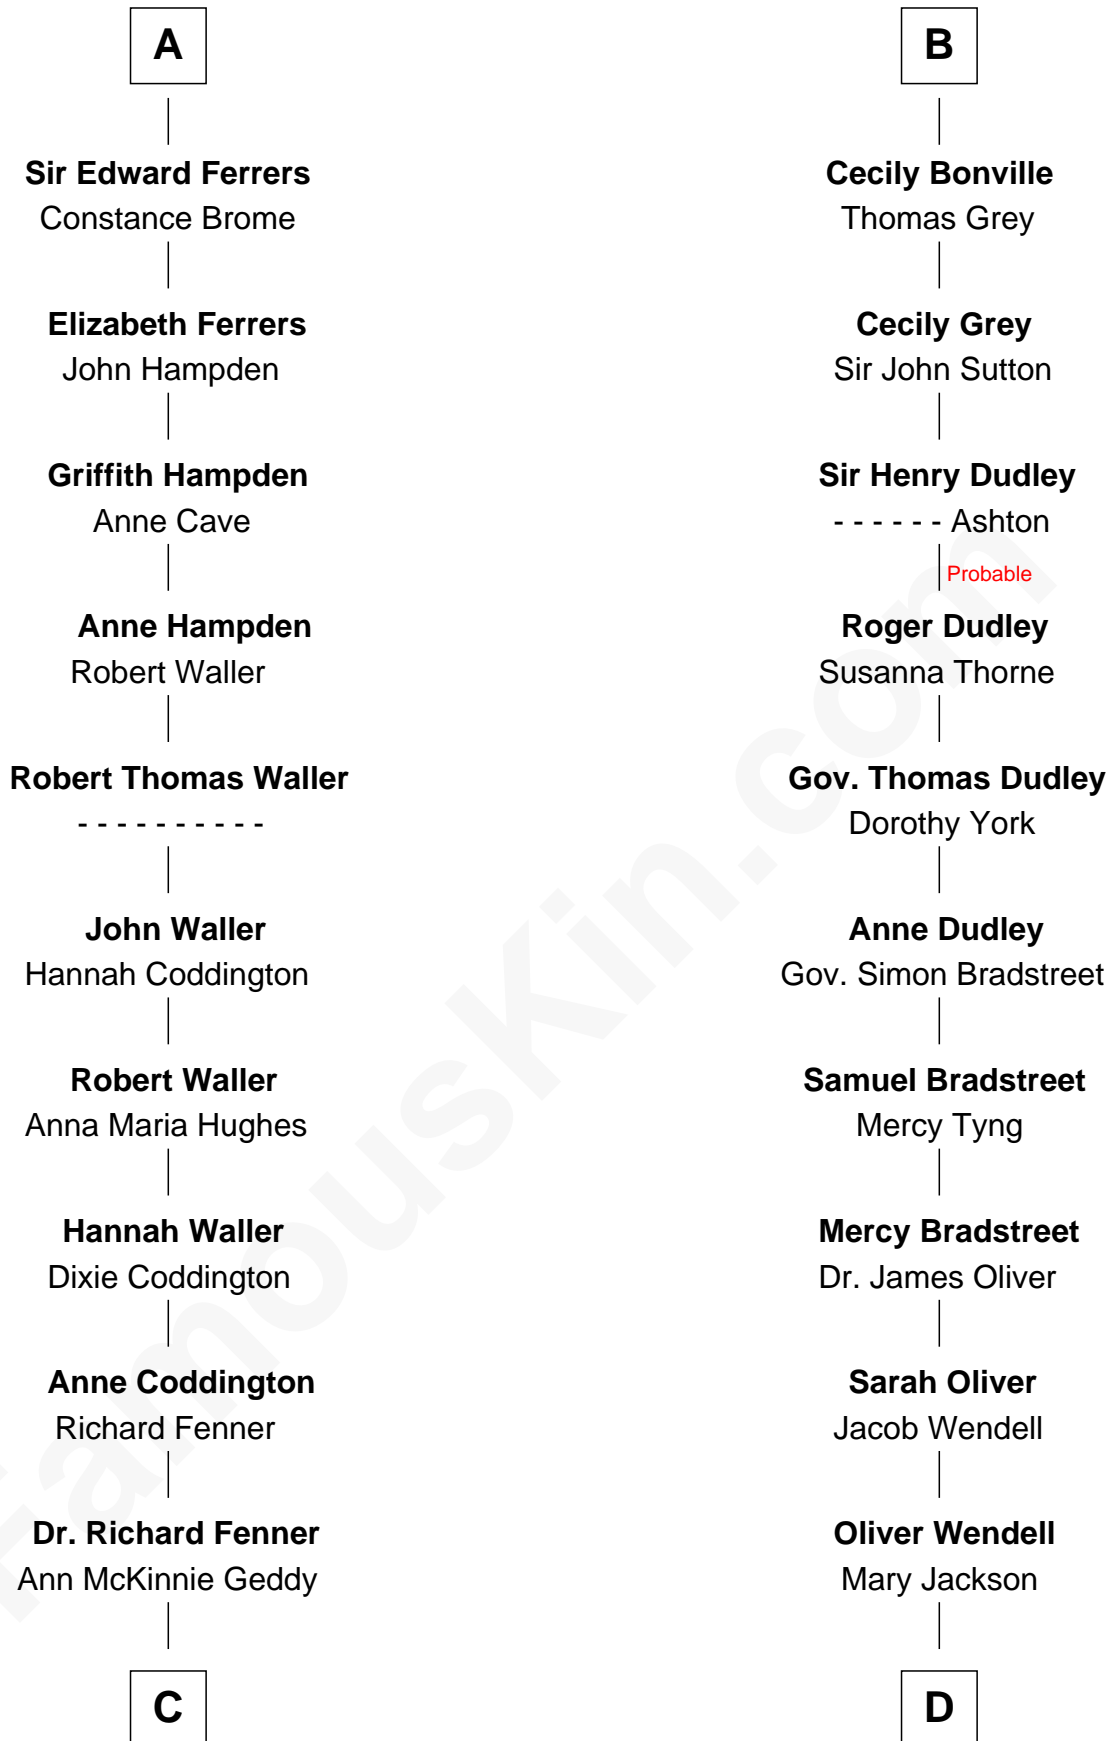 A
Sir Edward Ferrers
Constance Brome
Elizabeth Ferrers
John Hampden
Griffith Hampden
Anne Cave
Anne Hampden
Robert Waller
Robert Thomas Waller
- - - - - - - - - -
John Waller
Hannah Coddington
Robert Waller
Anna Maria Hughes
Hannah Waller
Dixie Coddington
Anne Coddington
Richard Fenner
Dr. Richard Fenner
Ann McKinnie Geddy
C
B
Cecily Bonville
Thomas Grey
Cecily Grey
Sir John Sutton
Sir Henry Dudley
- - - - - - Ashton
Probable
Roger Dudley
Susanna Thorne
Gov. Thomas Dudley
Dorothy York
Anne Dudley
Gov. Simon Bradstreet
Samuel Bradstreet
Mercy Tyng
Mercy Bradstreet
Dr. James Oliver
Sarah Oliver
Jacob Wendell
Oliver Wendell
Mary Jackson
D
FamousKin.com